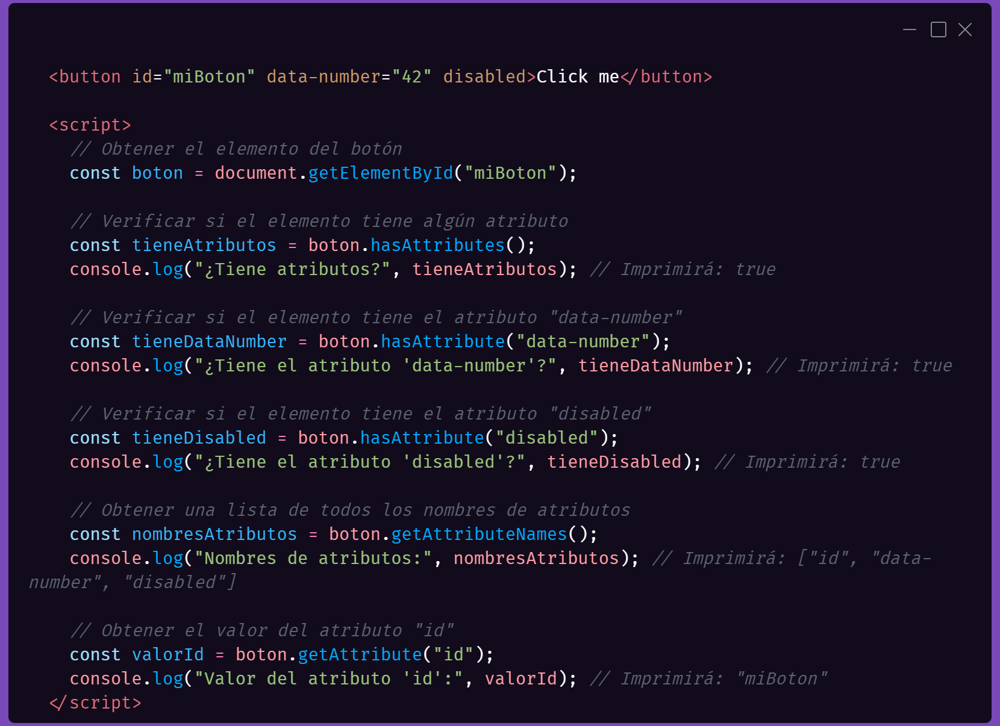 <button id="miBoton" data-number="42" disabled>Click me</button>
<script>
// Obtener el elemento del botón
const boton = document.getElementById("miBoton");
// Verificar si el elemento tiene algún atributo
const tieneAtributos = boton.hasAttributes();
console.log("¿Tiene atributos?", tieneAtributos); // Imprimirá: true
// Verificar si el elemento tiene el atributo "data-number"
const tieneDataNumber = boton.hasAttribute("data-number");
console.log("¿Tiene el atributo 'data-number'?", tieneDataNumber); // Imprimirá: true
// Verificar si el elemento tiene el atributo "disabled"
const tieneDisabled = boton.hasAttribute("disabled");
console.log("¿Tiene el atributo 'disabled'?", tieneDisabled); // Imprimirá: true
// Obtener una lista de todos los nombres de atributos
const nombresAtributos = boton.getAttributeNames();
console.log("Nombres de atributos:", nombresAtributos); // Imprimirá: ["id", "data-
number", "disabled"]
// Obtener el valor del atributo "id"
const valorId = boton.getAttribute("id");
console.log("Valor del atributo 'id':", valorId); // Imprimirá: "miBoton"
</script>